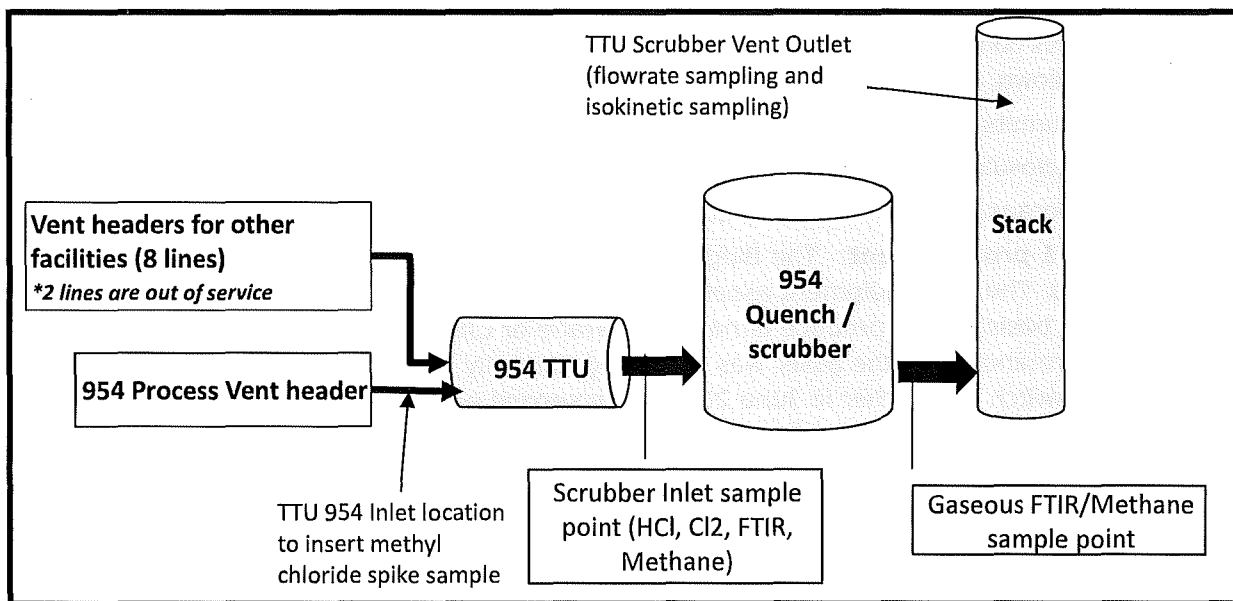 TTU Scrubber Vent Outlet
(flowrate sampling and
isokinetic sampling)
Vent headers for other
facilities (8 lines)
*2 lines are out of service
954 Process Vent header
954 TTU
954
Quench /
scrubber
Stack
TTU 954 Inlet location
to insert methyl
chloride spike sample
Scrubber Inlet sample
point (HCl, Cl2, FTIR,
Methane)
Gaseous FTIR/Methane
sample point